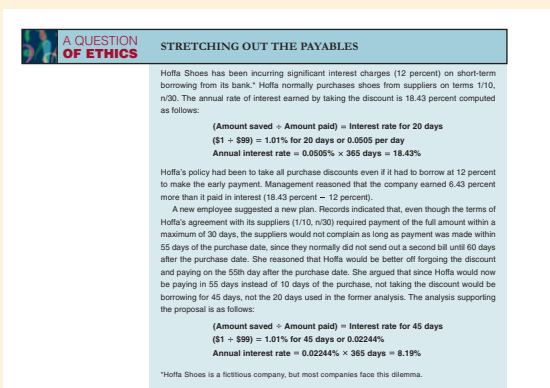 A QUESTION
OF ETHICS
STRETCHING OUT THE PAYABLES
Hoffa Shoes has been incurring significant interest charges (12 percent) on short-term
borrowing from its bank.* Hoffa normally purchases shoes from suppliers on terms 1/10,
n/30. The annual rate of interest earned by taking the discount is 18.43 percent computed
as follows:
(Amount saved ÷ Amount paid) = Interest rate for 20 days
($1 ÷ $99) = 1.01% for 20 days or 0.0505 per day
Annual interest rate = 0.0505% × 365 days = 18.43%
Hoffa's policy had been to take all purchase discounts even if it had to borrow at 12 percent
to make the early payment. Management reasoned that the company earned 6.43 percent
more than it paid in interest (18.43 percent − 12 percent).
A new employee suggested a new plan. Records indicated that, even though the terms of
Hoffa's agreement with its suppliers (1/10, n/30) required payment of the full amount within a
maximum of 30 days, the suppliers would not complain as long as payment was made within
55 days of the purchase date, since they normally did not send out a second bill until 60 days
after the purchase date. She reasoned that Hoffa would be better off forgoing the discount
and paying on the 55th day after the purchase date. She argued that since Hoffa would now
be paying in 55 days instead of 10 days of the purchase, not taking the discount would be
borrowing for 45 days, not the 20 days used in the former analysis. The analysis supporting
the proposal is as follows:
(Amount saved ÷ Amount paid) = Interest rate for 45 days
($1 ÷ $99) = 1.01% for 45 days or 0.02244%
Annual interest rate = 0.02244% × 365 days = 8.19%
*Hoffa Shoes is a fictitious company, but most companies face this dilemma.